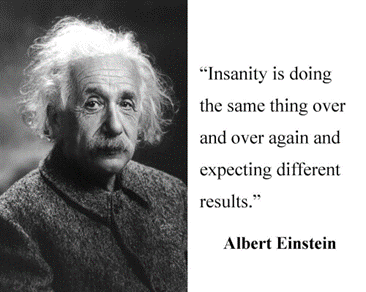 “Insanity is doing
the same thing over
and over again and
expecting different
results.”
Albert Einstein